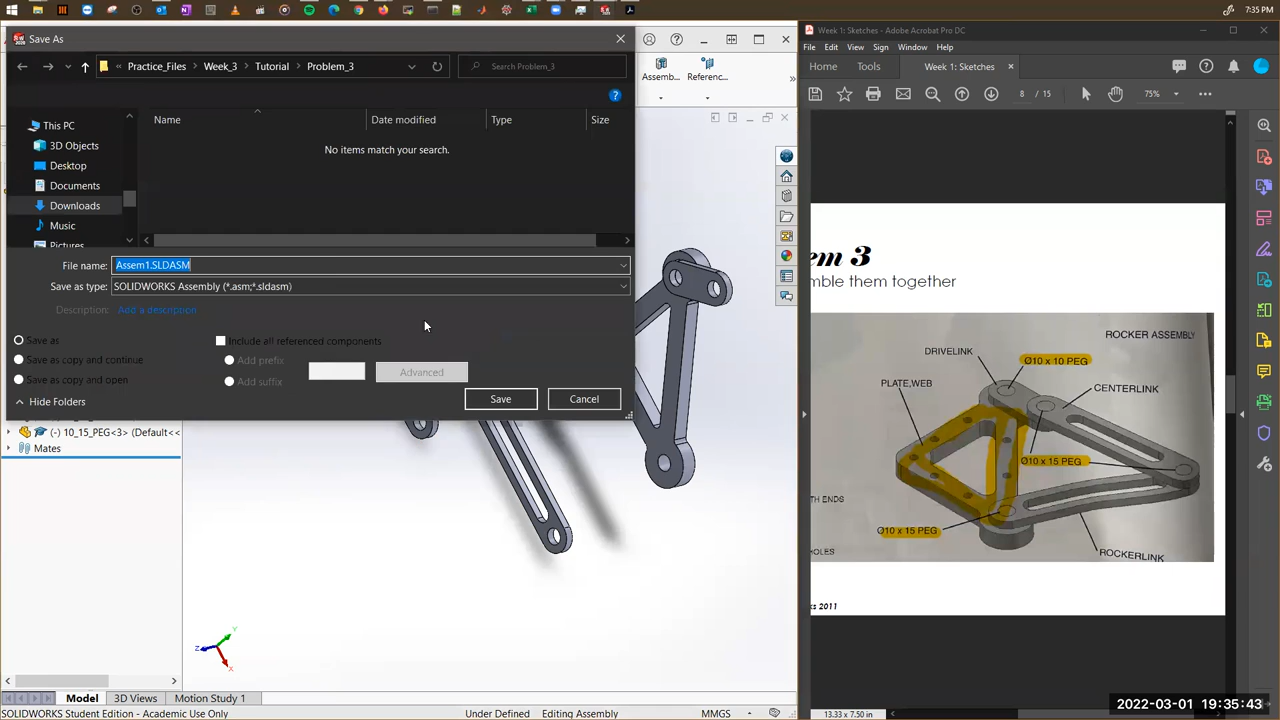 7:35 PM
Save As
Week 1: Sketches - Adobe Acrobat Pro DC
File Edit View Sign Window Help
« Practice_Files > Week_3 > Tutorial > Problem_3
Search Problem_3
Assemb... Referenc...
Home Tools Week 1: Sketches
8 / 15 75%
Name Date modified Type Size
This PC
3D Objects
Desktop
Documents
Downloads
Music
Pictures
No items match your search.
File name: Assem1.SLDASM
Save as type: SOLIDWORKS Assembly (*.asm;*.sldasm)
Description: Add a description
Save as
Save as copy and continue
Save as copy and open
Include all referenced components
Add prefix
Add suffix
Advanced
Hide Folders
Save
Cancel
(-) 10_15_PEG<3> (Default<<
Mates
em 3
mble them together
ROCKER ASSEMBLY
DRIVELINK
Ø10 x 10 PEG
PLATE,WEB
CENTERLINK
Ø10 x 15 PEG
TH ENDS
Ø10 x 15 PEG
HOLES
ROCKERLINK
ks 2011
Y
Z
X
Model 3D Views Motion Study 1
SOLIDWORKS Student Edition - Academic Use Only
Under Defined Editing Assembly MMGS
13.33 x 7.50 in
2022-03-01 19:35:43